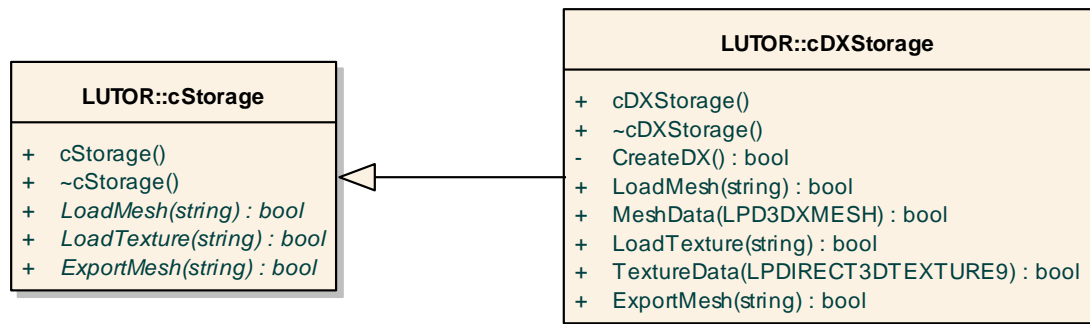 LUTOR::cStorage
+ cStorage()
+ ~cStorage()
+ LoadMesh(string) : bool
+ LoadTexture(string) : bool
+ ExportMesh(string) : bool
LUTOR::cDXStorage
+ cDXStorage()
+ ~cDXStorage()
- CreateDX() : bool
+ LoadMesh(string) : bool
+ MeshData(LPD3DXMESH) : bool
+ LoadTexture(string) : bool
+ TextureData(LPDIRECT3DTEXTURE9) : bool
+ ExportMesh(string) : bool